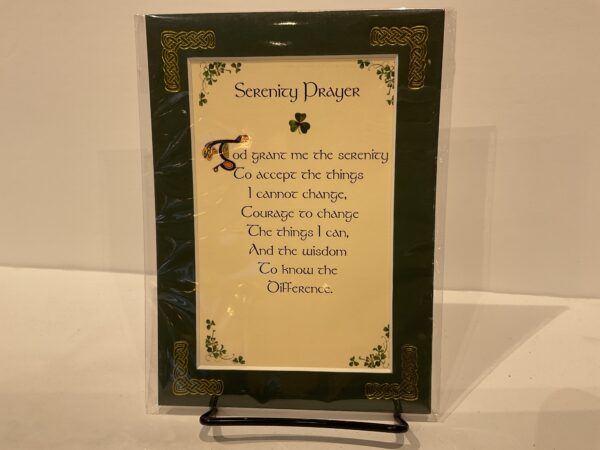 Serenity Prayer
God grant me the serenity
To accept the things
I cannot change,
Courage to change
The things I can,
And the wisdom
To know the
Difference.